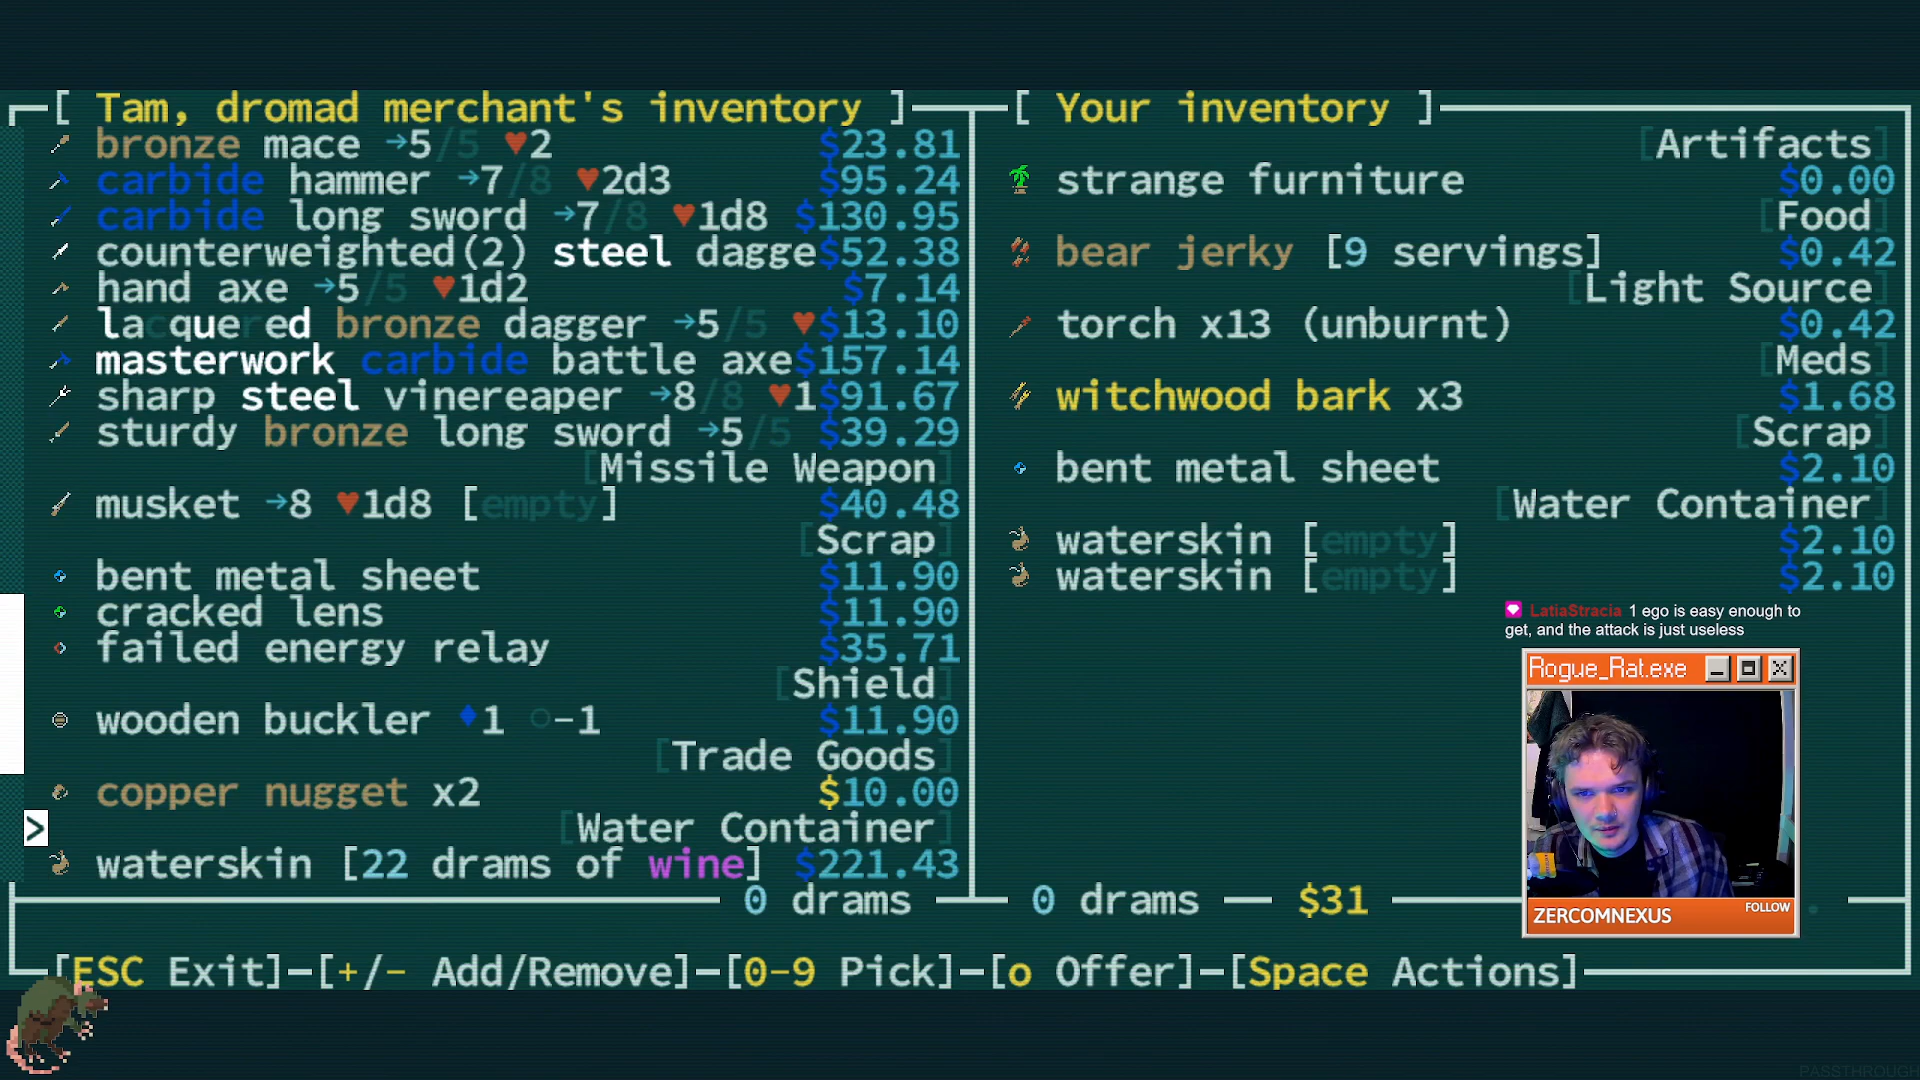 [ Tam, dromad merchant's inventory ]
bronze mace →5/5 ♥2 $23.81
carbide hammer →7/8 ♥2d3 $95.24
carbide long sword →7/8 ♥1d8 $130.95
counterweighted(2) steel dagge $52.38
hand axe →5/5 ♥1d2 $7.14
lacquered bronze dagger →5/5 ♥ $13.10
masterwork carbide battle axe $157.14
sharp steel vinereaper →8/8 ♥1 $91.67
sturdy bronze long sword →5/5 $39.29
[Missile Weapon]
musket →8 ♥1d8 [empty] $40.48
[Scrap]
bent metal sheet $11.90
cracked lens $11.90
failed energy relay $35.71
[Shield]
wooden buckler ♦1 ○-1 $11.90
[Trade Goods]
copper nugget x2 $10.00
> [Water Container]
waterskin [22 drams of wine] $221.43
0 drams
[ Your inventory ]
[Artifacts]
strange furniture $0.00
[Food]
bear jerky [9 servings] $0.42
[Light Source]
torch x13 (unburnt) $0.42
[Meds]
witchwood bark x3 $1.68
[Scrap]
bent metal sheet $2.10
[Water Container]
waterskin [empty] $2.10
waterskin [empty] $2.10
0 drams — $31
LatiaStracia 1 ego is easy enough to
get, and the attack is just useless
Rogue_Rat.exe
ZERCOMNEXUS FOLLOW
[ESC Exit]-[+/- Add/Remove]-[0-9 Pick]-[o Offer]-[Space Actions]
PASSTHROUGH